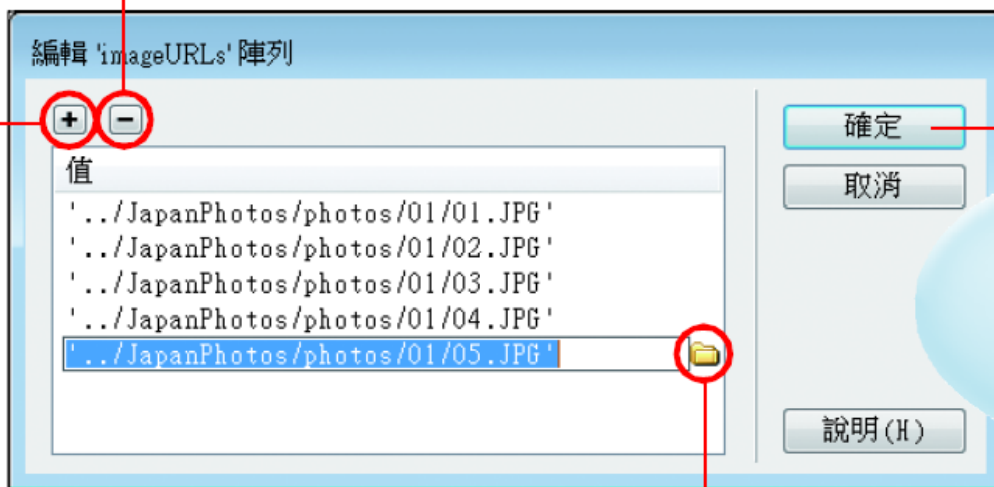 編輯 'imageURLs' 陣列
+ −
值
'../JapanPhotos/photos/01/01.JPG'
'../JapanPhotos/photos/01/02.JPG'
'../JapanPhotos/photos/01/03.JPG'
'../JapanPhotos/photos/01/04.JPG'
'../JapanPhotos/photos/01/05.JPG'
確定
取消
說明(H)